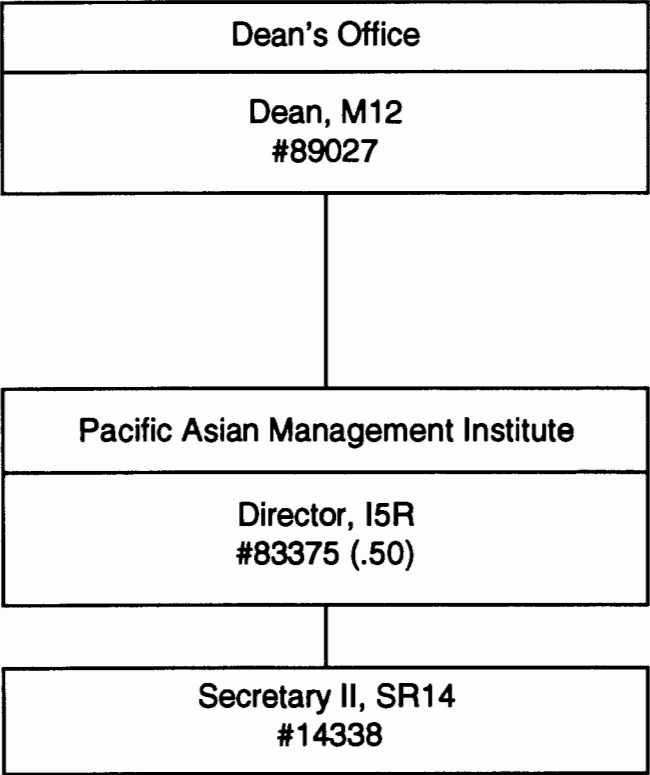 Dean's Office
Dean, M12
#89027
Pacific Asian Management Institute
Director, I5R
#83375 (.50)
Secretary II, SR14
#14338